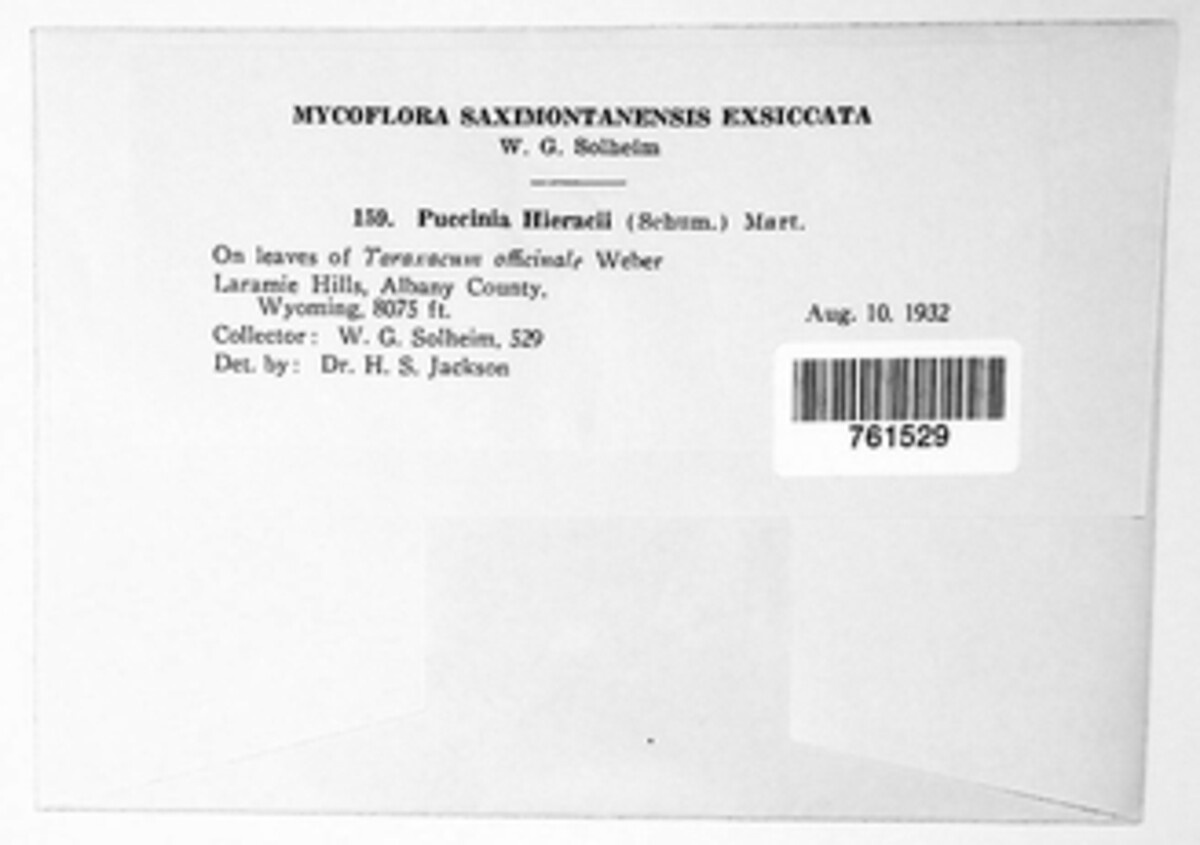 MYCOFLORA SAXIMONTANENSIS EXSICCATA
W. G. Solheim
159. Puccinia Hieracii (Schum.) Mart.
On leaves of Taraxacum officinale Weber
Laramie Hills, Albany County,
Wyoming, 8075 ft.
Aug. 10, 1932
Collector: W. G. Solheim, 529
Det. by: Dr. H. S. Jackson
761529